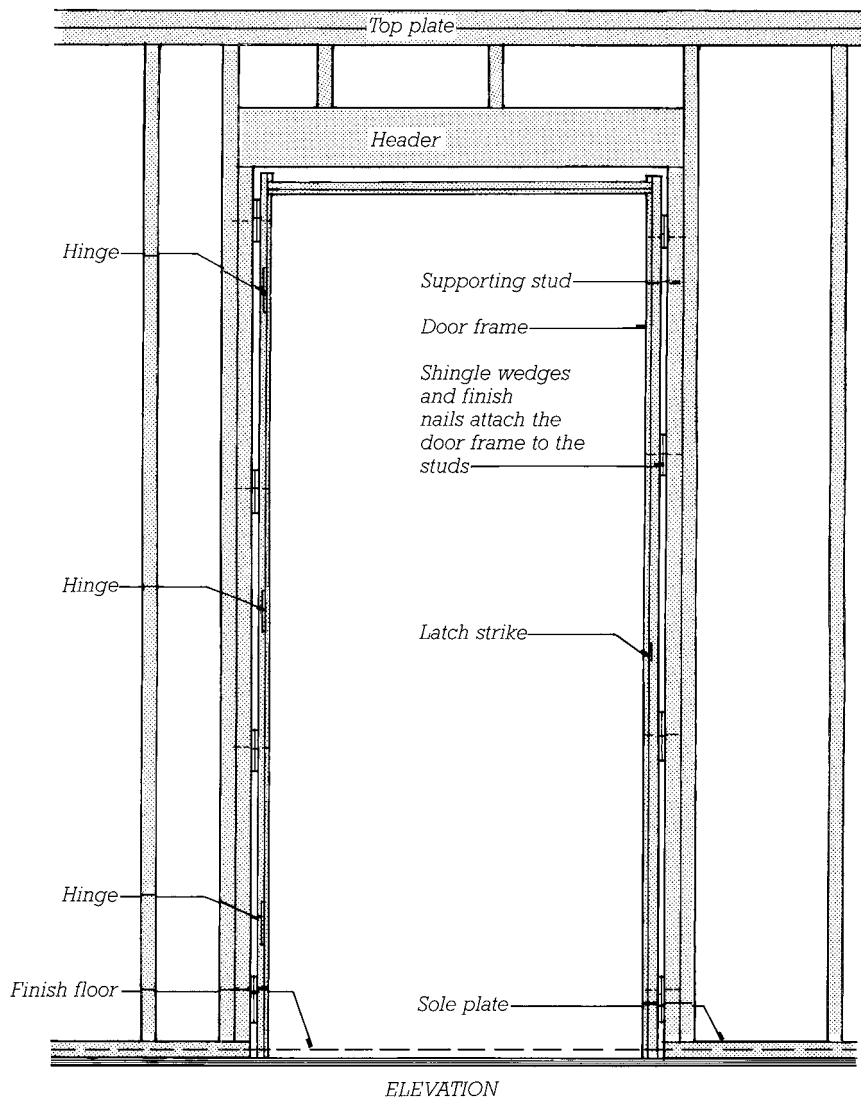 Top plate
Header
Hinge
Supporting stud
Door frame
Shingle wedges
and finish
nails attach the
door frame to the
studs
Hinge
Latch strike
Hinge
Finish floor
Sole plate
ELEVATION